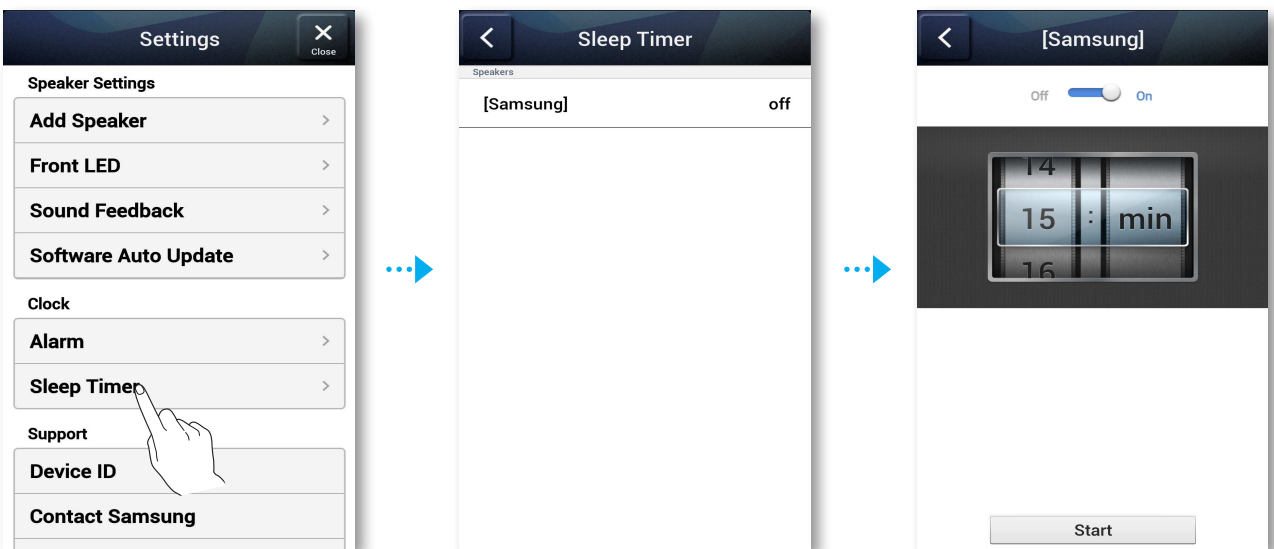 Settings
Close
Speaker Settings
Add Speaker
Front LED
Sound Feedback
Software Auto Update
Clock
Alarm
Sleep Timer
Support
Device ID
Contact Samsung
Sleep Timer
Speakers
[Samsung] off
[Samsung]
Off On
14
15 : min
16
Start